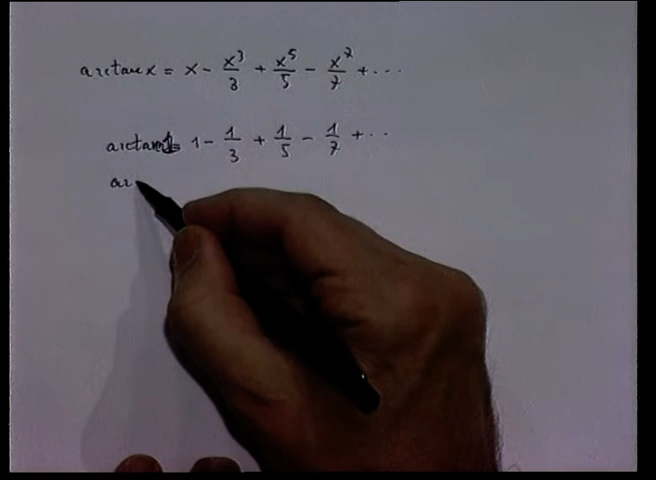 arctan x = x - x³/3 + x⁵/5 - x⁷/7 + ...
arctan 1 = 1 - 1/3 + 1/5 - 1/7 + ...
ar